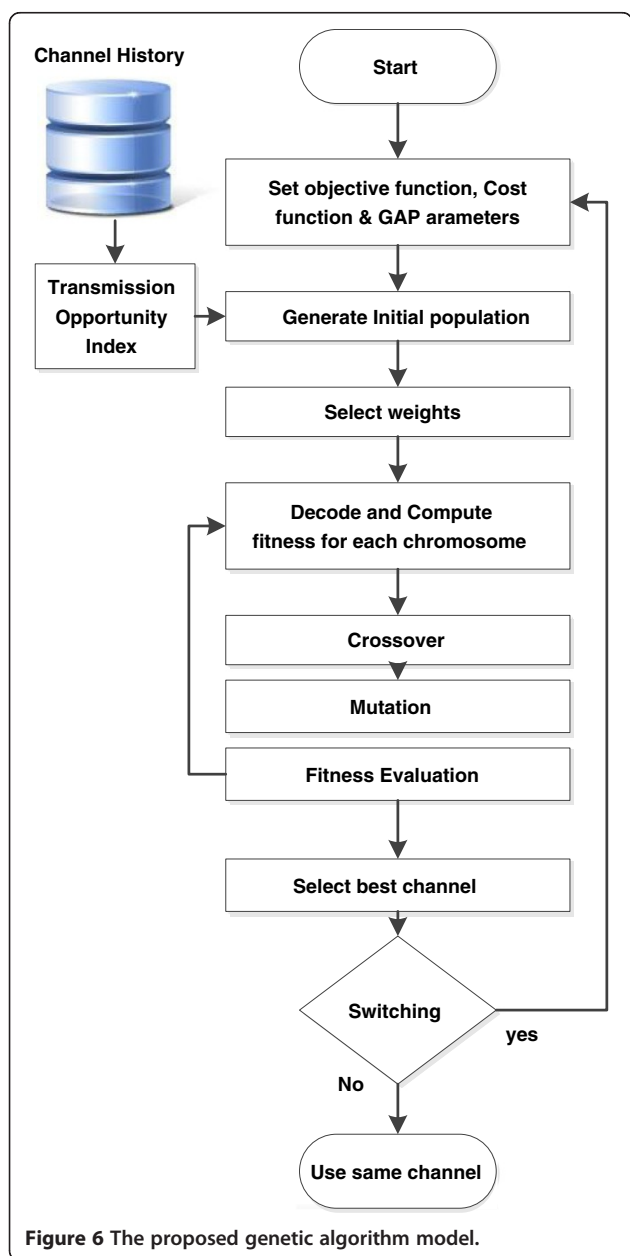 Channel History
Start
Set objective function, Cost
function & GAP arameters
Transmission
Opportunity
Index
Generate Initial population
Select weights
Decode and Compute
fitness for each chromosome
Crossover
Mutation
Fitness Evaluation
Select best channel
Switching
yes
No
Use same channel
Figure 6 The proposed genetic algorithm model.